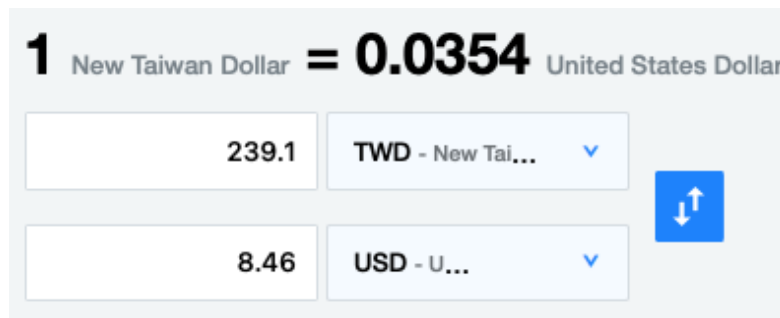 1 New Taiwan Dollar = 0.0354 United States Dollar
239.1 TWD - New Tai...
8.46 USD - U...